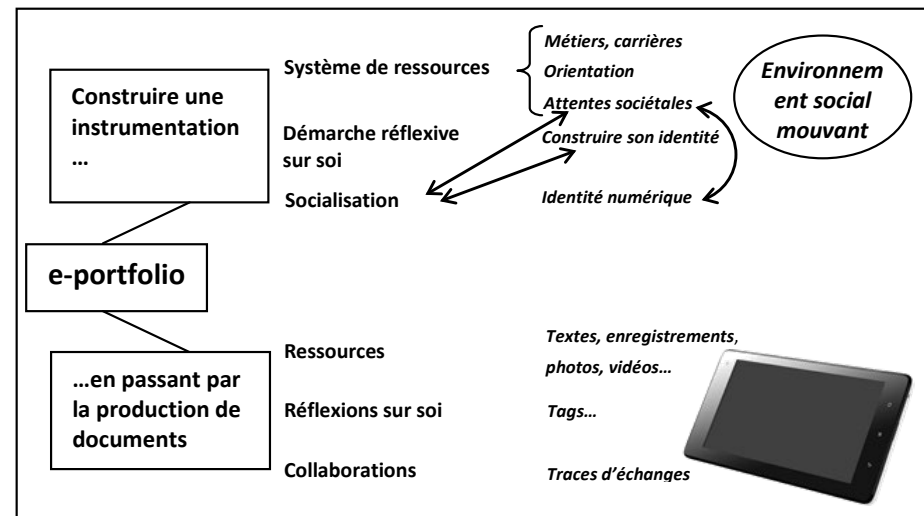 Construire une
instrumentation
…
Système de ressources
Métiers, carrières
Orientation
Attentes sociétales
Environnem
ent social
mouvant
Démarche réflexive
sur soi
Construire son identité
Socialisation
Identité numérique
e-portfolio
…en passant par
la production de
documents
Ressources
Textes, enregistrements,
photos, vidéos…
Réflexions sur soi
Tags…
Collaborations
Traces d’échanges